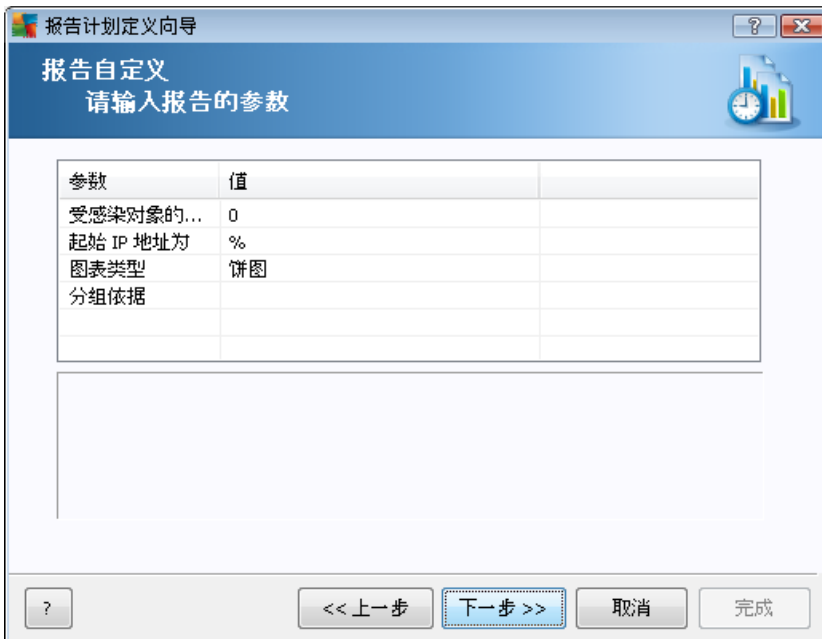 报告计划定义向导
?
报告自定义
请输入报告的参数
参数 值
受感染对象的... 0
起始 IP 地址为 %
图表类型 饼图
分组依据
? << 上一步 下一步 >> 取消 完成